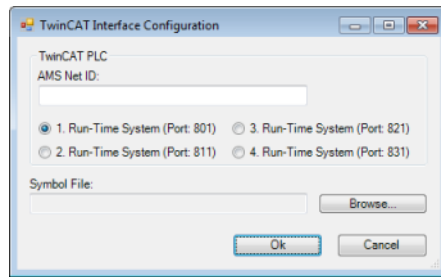 TwinCAT Interface Configuration
TwinCAT PLC
AMS Net ID:
1. Run-Time System (Port: 801) 3. Run-Time System (Port: 821)
2. Run-Time System (Port: 811) 4. Run-Time System (Port: 831)
Symbol File:
Browse...
Ok Cancel